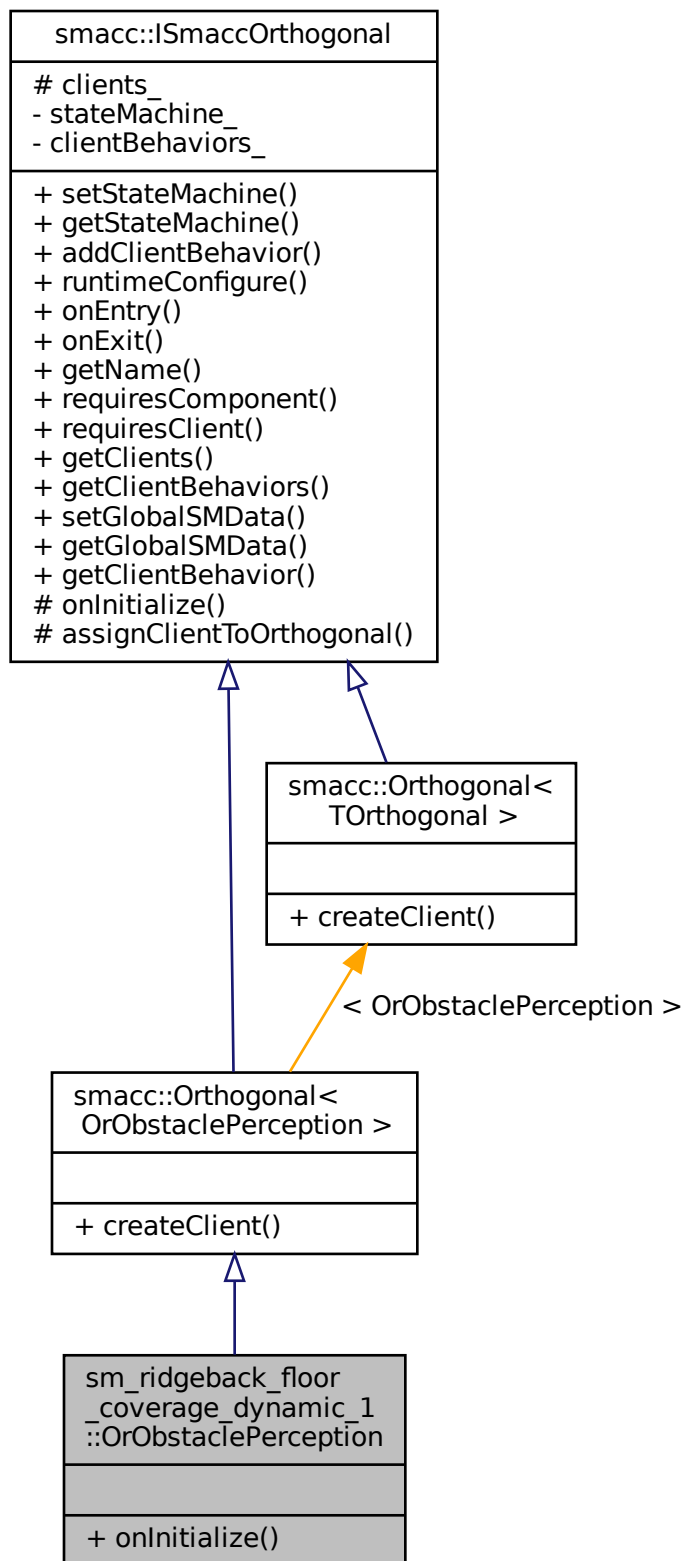 smacc::ISmaccOrthogonal
# clients_
- stateMachine_
- clientBehaviors_
+ setStateMachine()
+ getStateMachine()
+ addClientBehavior()
+ runtimeConfigure()
+ onEntry()
+ onExit()
+ getName()
+ requiresComponent()
+ requiresClient()
+ getClients()
+ getClientBehaviors()
+ setGlobalSMData()
+ getGlobalSMData()
+ getClientBehavior()
# onInitialize()
# assignClientToOrthogonal()
smacc::Orthogonal<
TOrthogonal >
+ createClient()
< OrObstaclePerception >
smacc::Orthogonal<
OrObstaclePerception >
+ createClient()
sm_ridgeback_floor
_coverage_dynamic_1
::OrObstaclePerception
+ onInitialize()